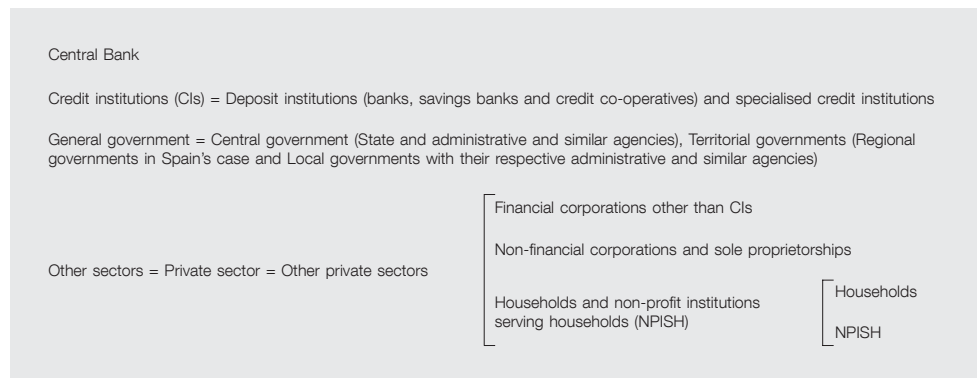 Central Bank
Credit institutions (CIs) = Deposit institutions (banks, savings banks and credit co-operatives) and specialised credit institutions
General government = Central government (State and administrative and similar agencies), Territorial governments (Regional
governments in Spain's case and Local governments with their respective administrative and similar agencies)
Other sectors = Private sector = Other private sectors
Financial corporations other than CIs
Non-financial corporations and sole proprietorships
Households and non-profit institutions
serving households (NPISH)
Households
NPISH